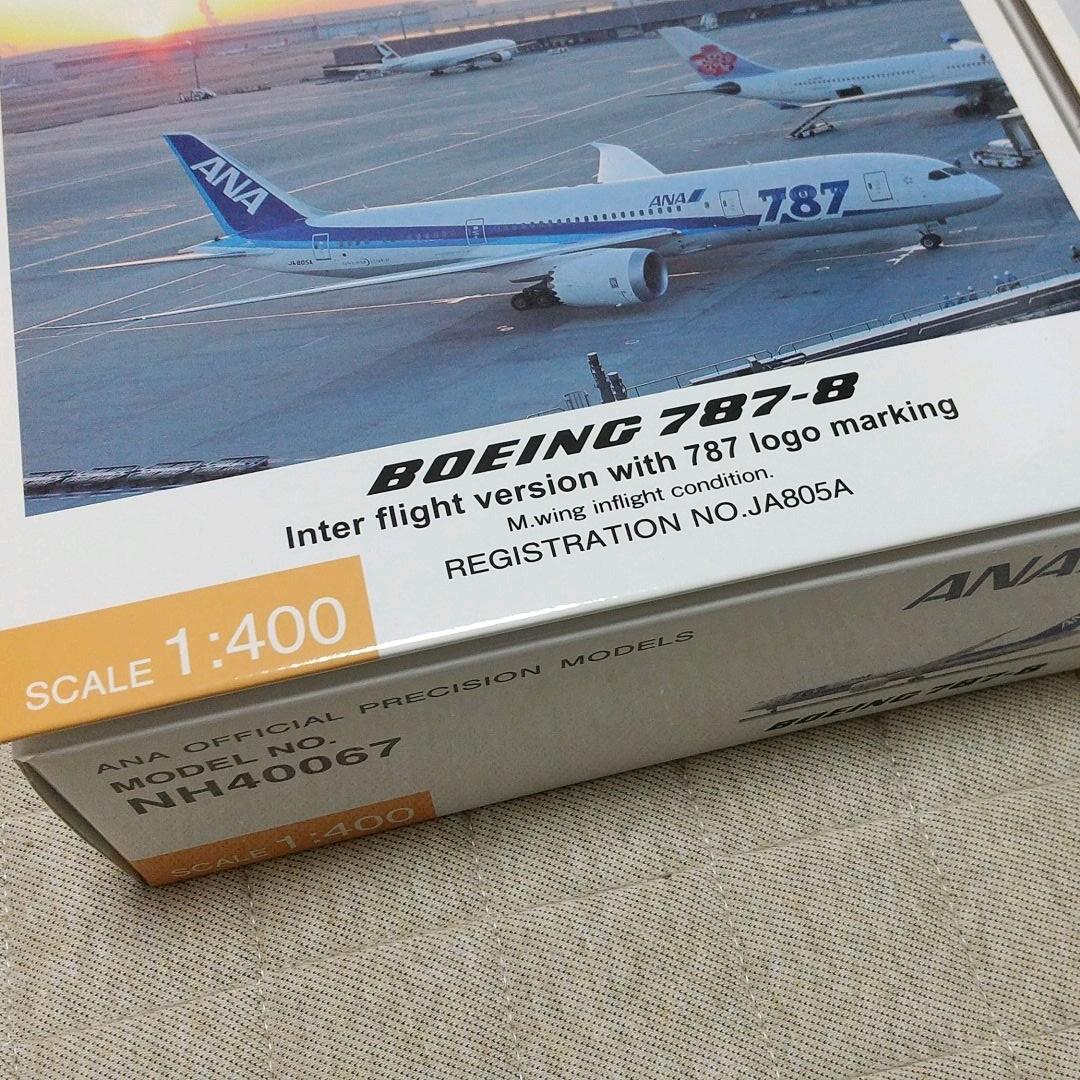 ANA
ANA
787
JA805A
BOEING 787-8
Inter flight version with 787 logo marking
M.wing inflight condition.
REGISTRATION NO.JA805A
SCALE 1:400
ANA OFFICIAL PRECISION MODELS
MODEL NO.
NH40067
SCALE 1:400
ANA
BOEING 787-8